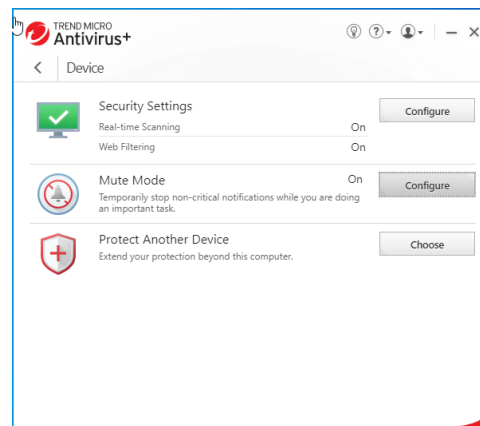 TREND MICRO
Antivirus+
Device
Security Settings
Configure
Real-time Scanning On
Web Filtering On
Mute Mode On
Configure
Temporarily stop non-critical notifications while you are doing
an important task.
Protect Another Device
Choose
Extend your protection beyond this computer.